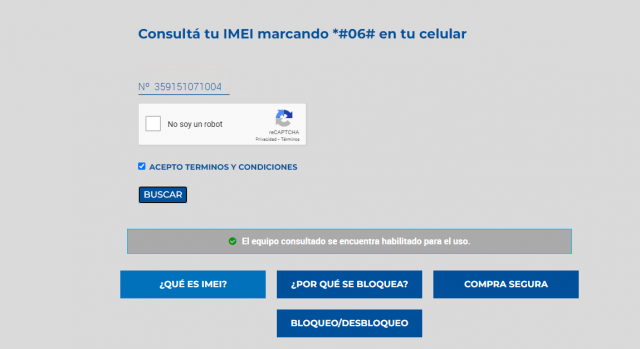 Consultá tu IMEI marcando *#06# en tu celular
Nº 359151071004
No soy un robot
reCAPTCHA
Privacidad - Términos
ACEPTO TERMINOS Y CONDICIONES
BUSCAR
El equipo consultado se encuentra habilitado para el uso.
¿QUÉ ES IMEI?
¿POR QUÉ SE BLOQUEA?
COMPRA SEGURA
BLOQUEO/DESBLOQUEO